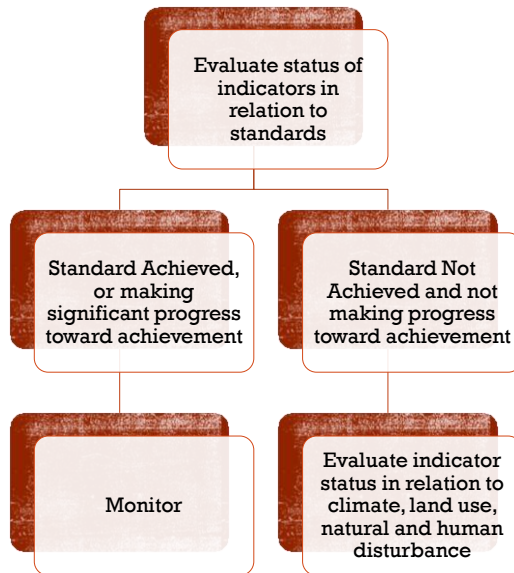 Evaluate status of
indicators in
relation to
standards
Standard Achieved,
or making
significant progress
toward achievement
Standard Not
Achieved and not
making progress
toward achievement
Monitor
Evaluate indicator
status in relation to
climate, land use,
natural and human
disturbance